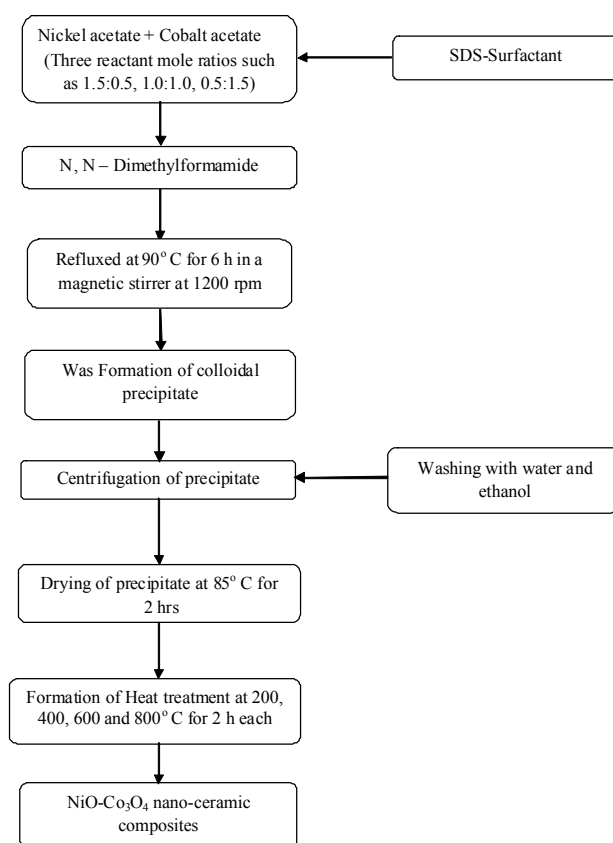 Nickel acetate + Cobalt acetate
(Three reactant mole ratios such
as 1.5:0.5, 1.0:1.0, 0.5:1.5)
SDS-Surfactant
N, N – Dimethylformamide
Refluxed at 90° C for 6 h in a
magnetic stirrer at 1200 rpm
Was Formation of colloidal
precipitate
Centrifugation of precipitate
Washing with water and
ethanol
Drying of precipitate at 85° C for
2 hrs
Formation of Heat treatment at 200,
400, 600 and 800° C for 2 h each
NiO-Co₃O₄ nano-ceramic
composites